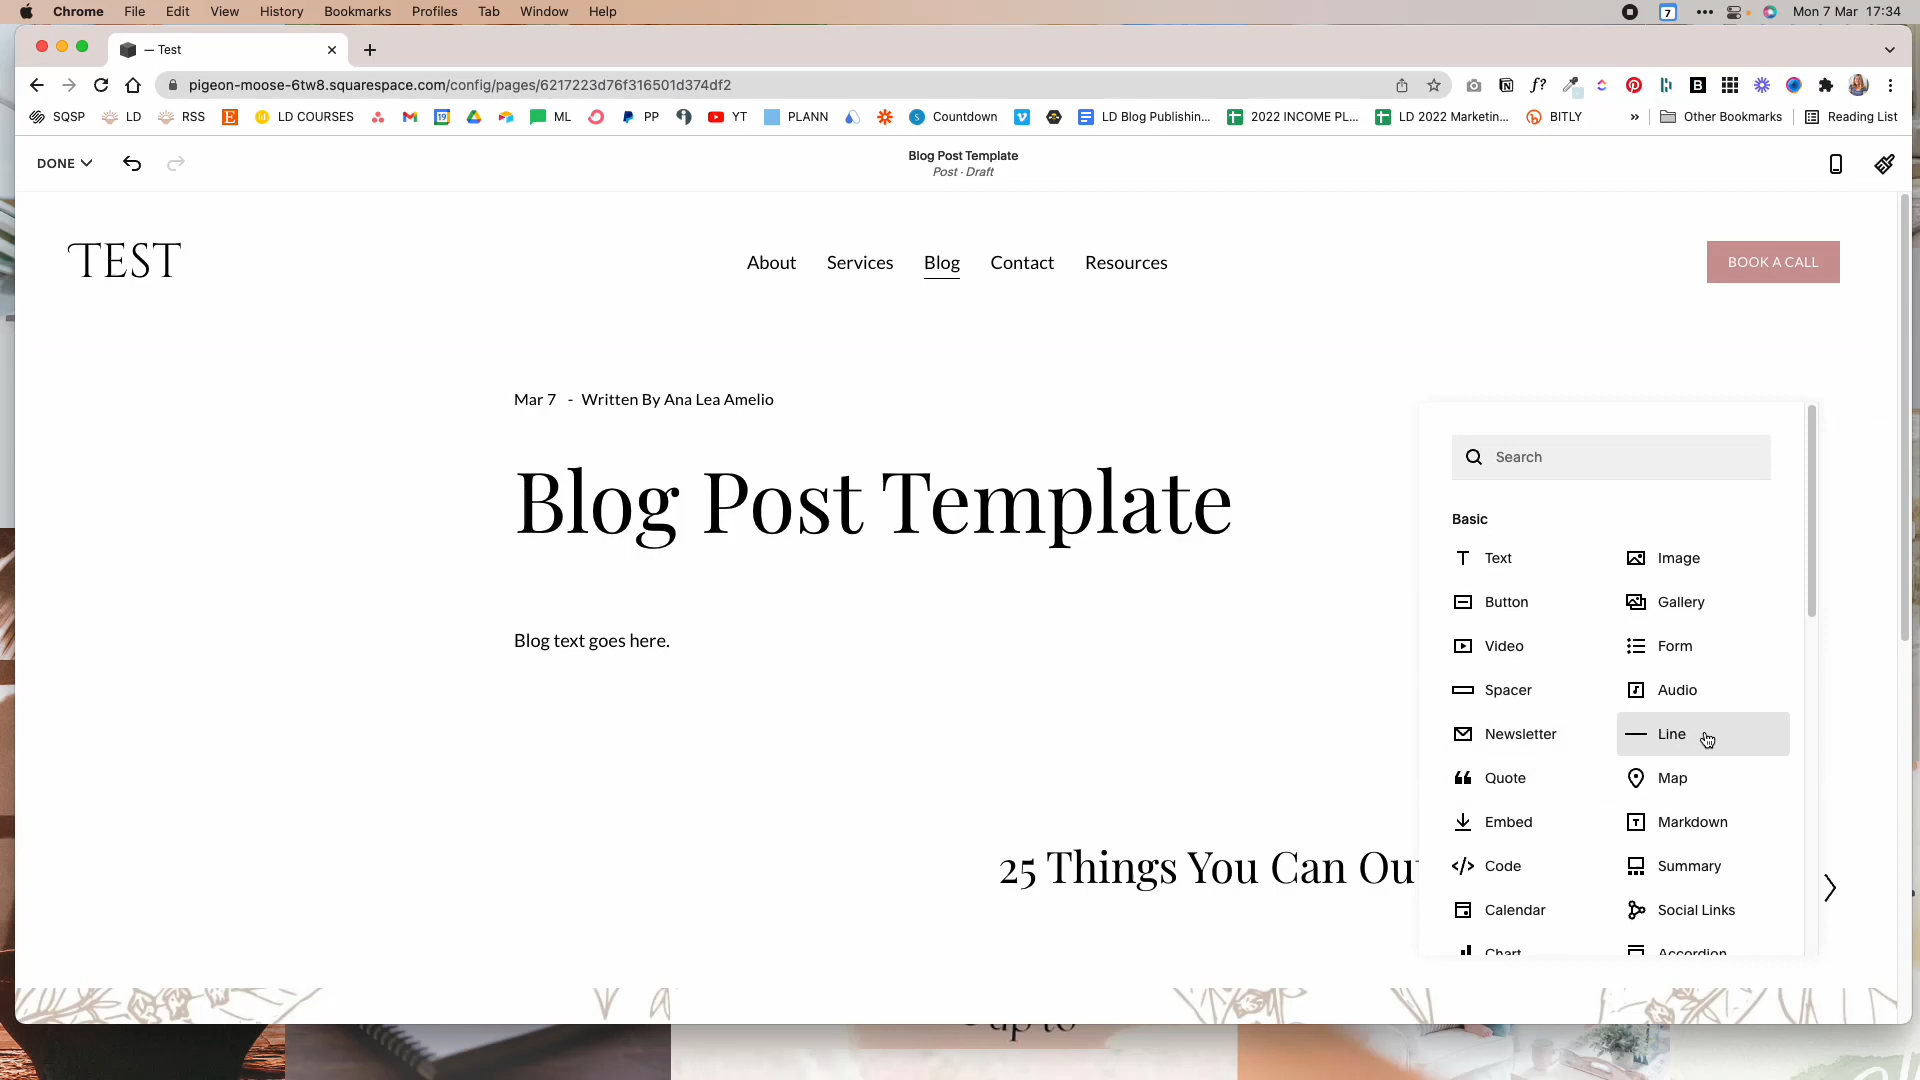 Chrome File Edit View History Bookmarks Profiles Tab Window Help 7 Mon 7 Mar 17:34
— Test
pigeon-moose-6tw8.squarespace.com/config/pages/6217223d76f316501d374df2
SQSP LD RSS LD COURSES ML PP YT PLANN Countdown LD Blog Publishin... 2022 INCOME PL... LD 2022 Marketin... BITLY » Other Bookmarks Reading List
DONE
Blog Post Template
Post · Draft
TEST
About Services Blog Contact Resources
BOOK A CALL
Mar 7 - Written By Ana Lea Amelio
Blog Post Template
Blog text goes here.
25 Things You Can Ou
Search
Basic
Text Image
Button Gallery
Video Form
Spacer Audio
Newsletter Line
Quote Map
Embed Markdown
Code Summary
Calendar Social Links
Chart Accordion
up to